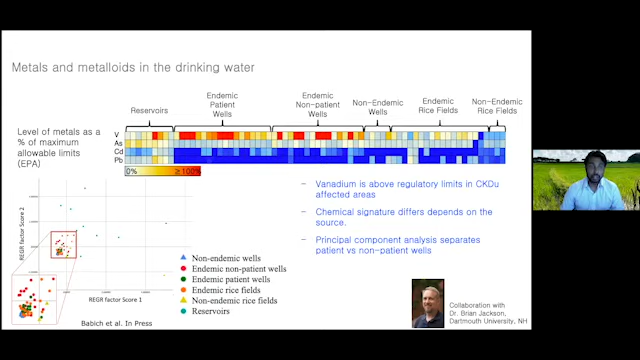 Metals and metalloids in the drinking water
Reservoirs
Endemic
Patient
Wells
Endemic
Non-patient
Wells
Non-Endemic
Wells
Endemic
Rice Fields
Non-Endemic
Rice Fields
Level of metals as a
% of maximum
allowable limits
(EPA)
V
As
Cd
Pb
0%
≥100%
- Vanadium is above regulatory limits in CKDu
affected areas
- Chemical signature differs depends on the
source.
- Principal component analysis separates
patient vs non-patient wells
REGR factor Score 2
REGR factor Score 1
Non-endemic wells
Endemic non-patient wells
Endemic patient wells
Endemic rice fields
Non-endemic rice fields
Reservoirs
Babich et al. In Press
Collaboration with
Dr. Brian Jackson,
Dartmouth University, NH